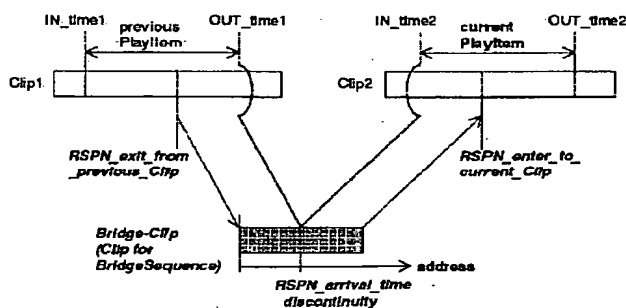 IN_time1
previous
PlayItem
OUT_time1
IN_time2
current
PlayItem
OUT_time2
Clip1
Clip2
RSPN_exit_from
_previous_Clip
RSPN_enter_to_
current_Clip
Bridge-Clip
(Clip for
BridgeSequence)
address
RSPN_arrival_time
discontinuity